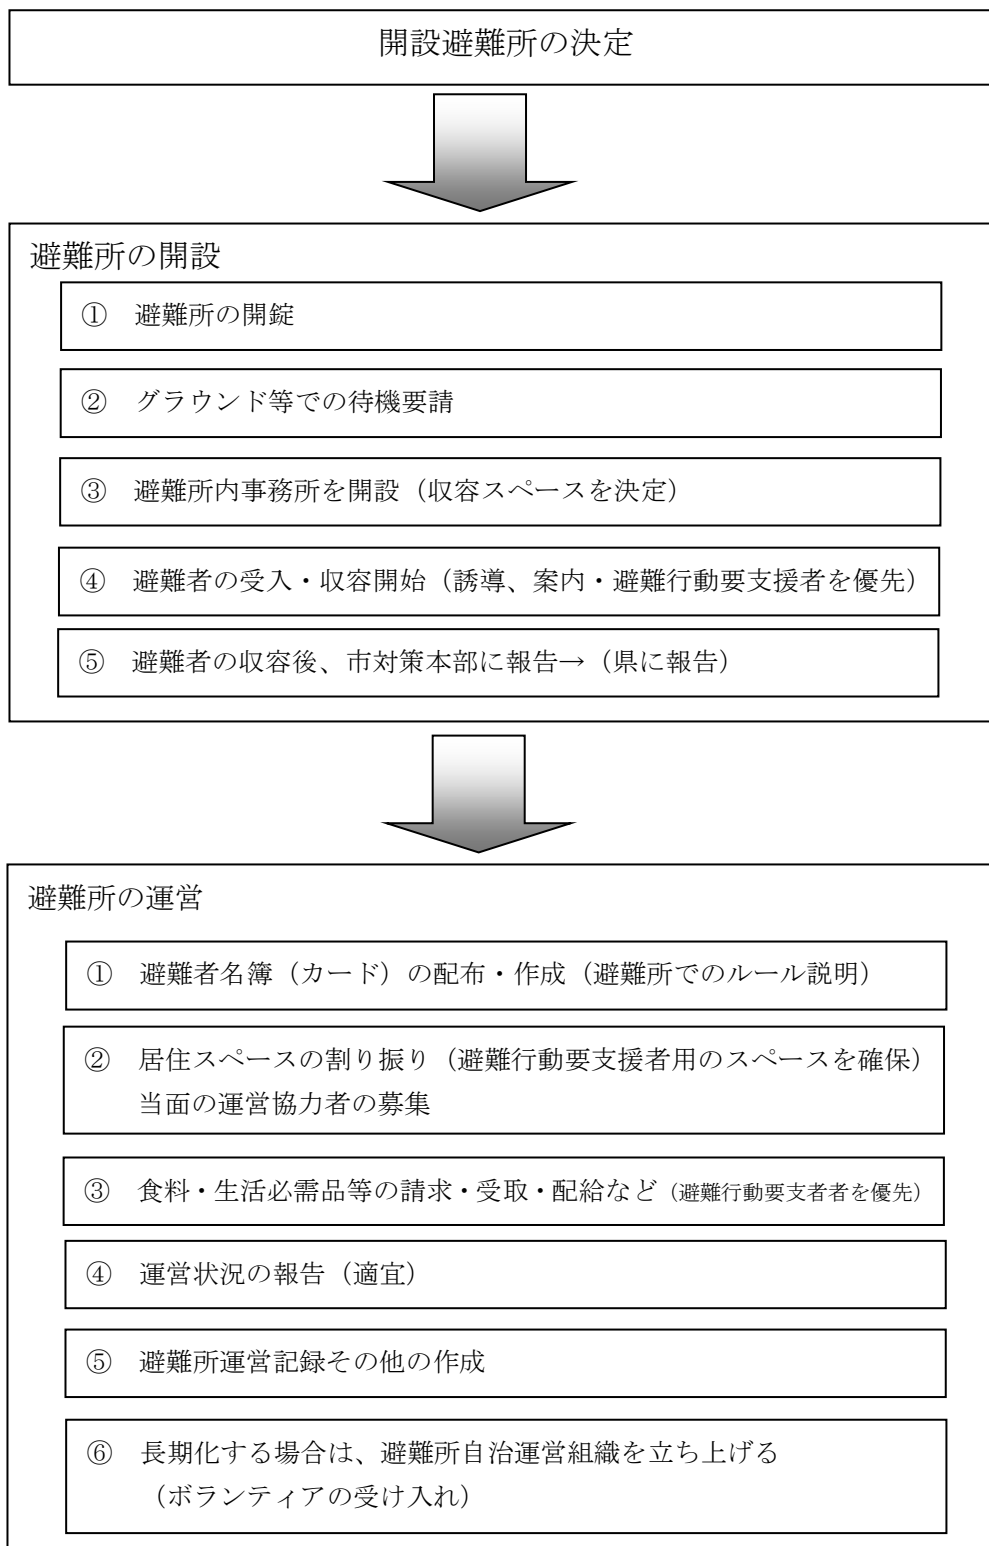 開設避難所の決定
避難所の開設
① 避難所の開錠
② グラウンド等での待機要請
③ 避難所内事務所を開設（収容スペースを決定）
④ 避難者の受入・収容開始（誘導、案内・避難行動要支援者を優先）
⑤ 避難者の収容後、市対策本部に報告→（県に報告）
避難所の運営
① 避難者名簿（カード）の配布・作成（避難所でのルール説明）
② 居住スペースの割り振り（避難行動要支援者用のスペースを確保）
当面の運営協力者の募集
③ 食料・生活必需品等の請求・受取・配給など（避難行動要支者者を優先）
④ 運営状況の報告（適宜）
⑤ 避難所運営記録その他の作成
⑥ 長期化する場合は、避難所自治運営組織を立ち上げる
（ボランティアの受け入れ）